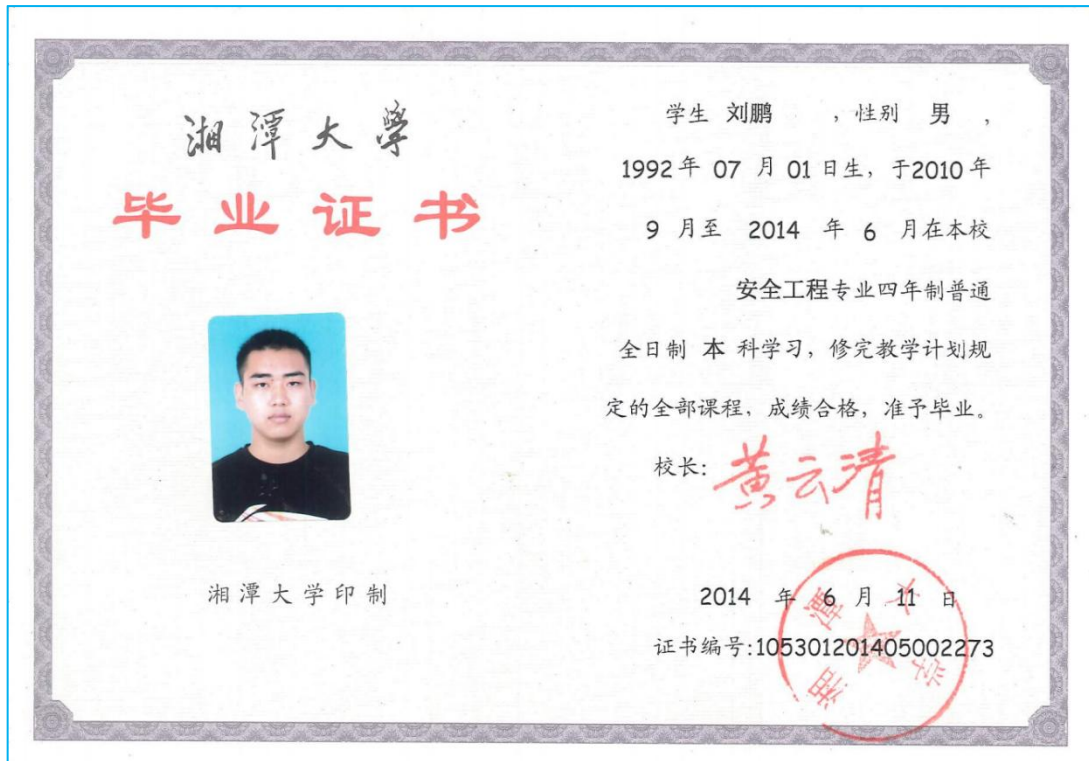 湘潭大學
毕业证书
湘潭大学印制
学生 刘鹏 ，性别 男 ，
1992年 07 月 01 日生，于2010年
9 月至 2014 年 6 月在本校
安全工程专业四年制普通
全日制 本 科学习，修完教学计划规
定的全部课程，成绩合格，准予毕业。
校长：黄云清
2014 年 6 月 11 日
证书编号:105301201405002273
湘潭大学